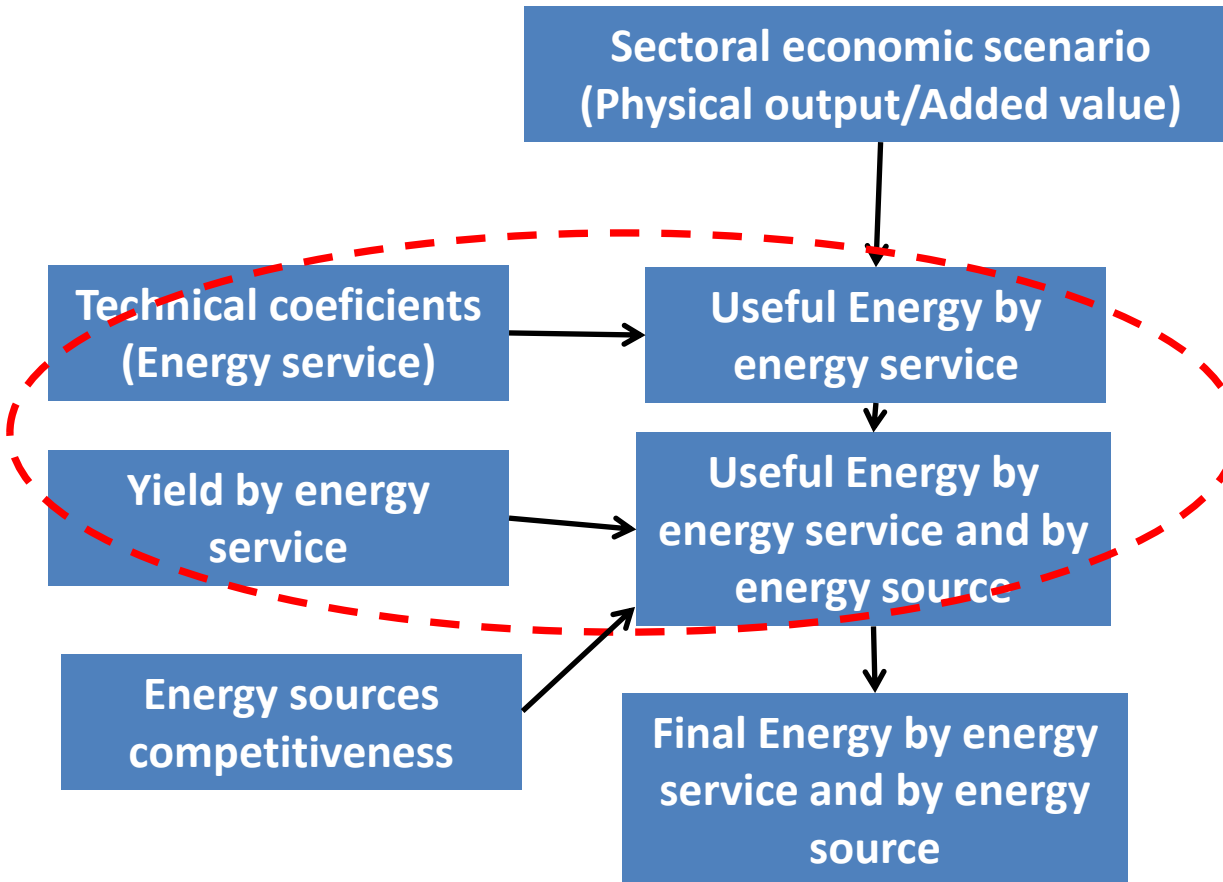 Sectoral economic scenario
(Physical output/Added value)
Technical coeficients
(Energy service)
Useful Energy by
energy service
Yield by energy
service
Useful Energy by
energy service and by
energy source
Energy sources
competitiveness
Final Energy by energy
service and by energy
source